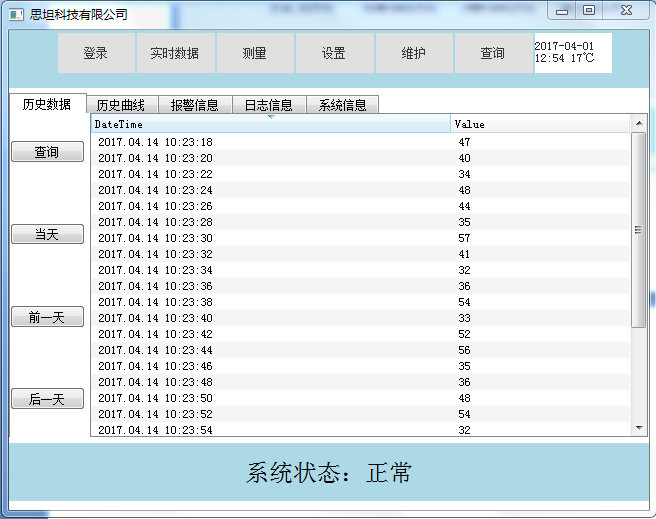 思坦科技有限公司
登录 实时数据 测量 设置 维护 查询 2017-04-01
12:54 17℃
历史数据 历史曲线 报警信息 日志信息 系统信息
DateTime Value
2017.04.14 10:23:18 47
查询
2017.04.14 10:23:20 40
2017.04.14 10:23:22 34
2017.04.14 10:23:24 48
2017.04.14 10:23:26 44
2017.04.14 10:23:28 35
当天
2017.04.14 10:23:30 57
2017.04.14 10:23:32 41
2017.04.14 10:23:34 32
2017.04.14 10:23:36 36
2017.04.14 10:23:38 54
前一天
2017.04.14 10:23:40 33
2017.04.14 10:23:42 52
2017.04.14 10:23:44 56
2017.04.14 10:23:46 35
2017.04.14 10:23:48 36
后一天
2017.04.14 10:23:50 48
2017.04.14 10:23:52 54
2017.04.14 10:23:54 32
系统状态：正常